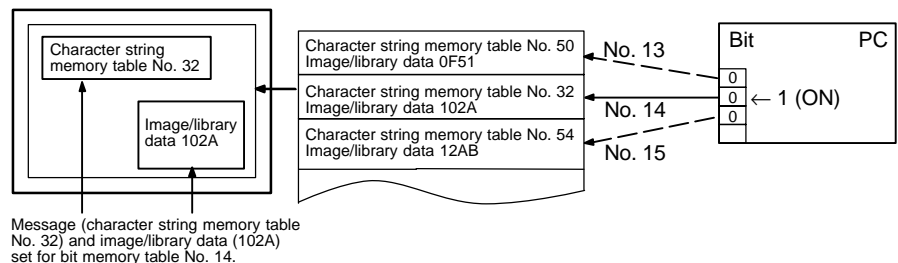 Character string
memory table No. 32
Image/library
data 102A
Character string memory table No. 50
Image/library data 0F51
Character string memory table No. 32
Image/library data 102A
Character string memory table No. 54
Image/library data 12AB
No. 13
No. 14
No. 15
Bit PC
0
0 ← 1 (ON)
0
Message (character string memory table
No. 32) and image/library data (102A)
set for bit memory table No. 14.